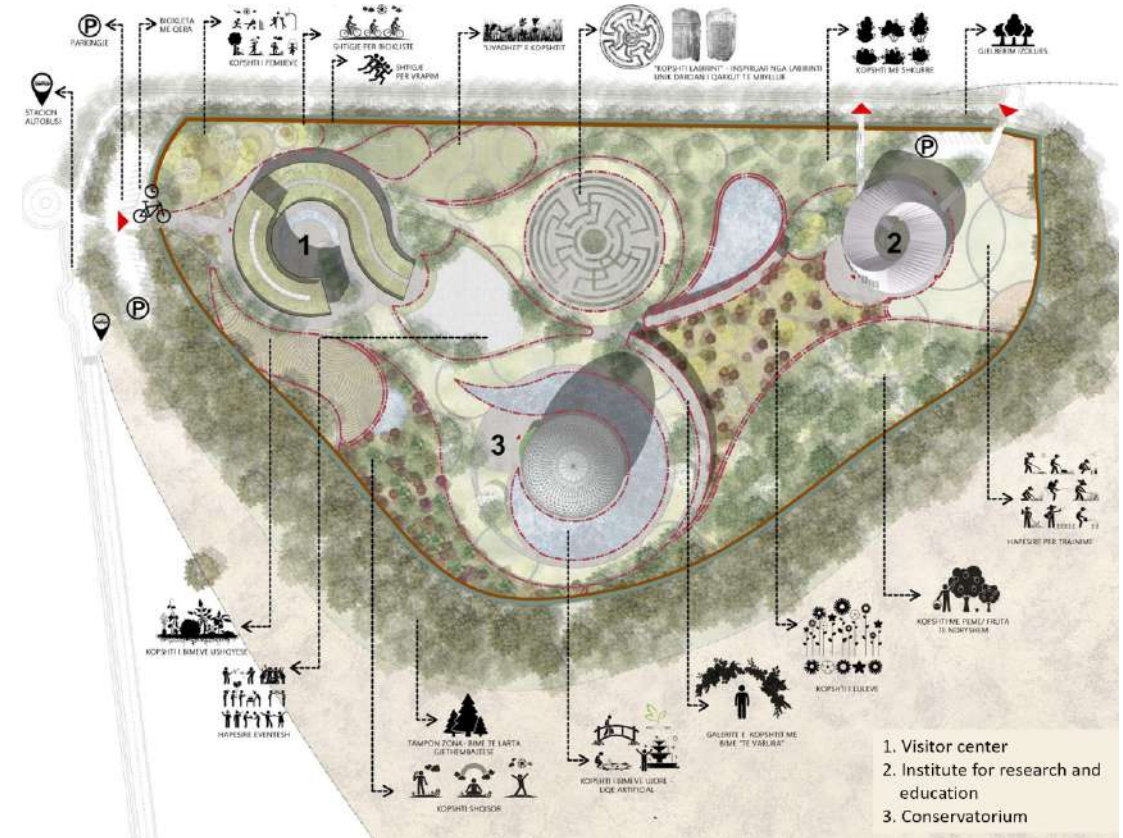 P
PARKINGJE
BICIKLETA
ME QERA
KOPSHTI I FEMIJEVE
SHTIGJE PER BICIKLISTE
SHTIGJE
PER VRAPIM
"LIVADHET" E KOPSHTIT
"KOPSHTI LABIRINT" - INSPIRUAR NGA LABIRINTI
UNIK DARDAN I QARKUT TE MBYLLUR
KOPSHTI ME SHKURRE
GJELBERIM IZOLUES
STACION
AUTOBUSI
P
P
1
2
3
HAPESIRE PER TRAJNIME
KOPSHTI I BIMEVE USHQYESE
HAPESIRE EVENTESH
TAMPON ZONA - BIME TE LARTA
GJETHEMBAJTESE
KOPSHTI SHQISOR
KOPSHTI I BIMEVE UJORE
LIQE ARTIFICIAL
GALERITE E KOPSHTIT ME
BIME "TE VARURA"
KOPSHTI I LULEVE
KOPSHTI ME PEME/ FRUTA
TE NDRYSHEM
1. Visitor center
2. Institute for research and
education
3. Conservatorium